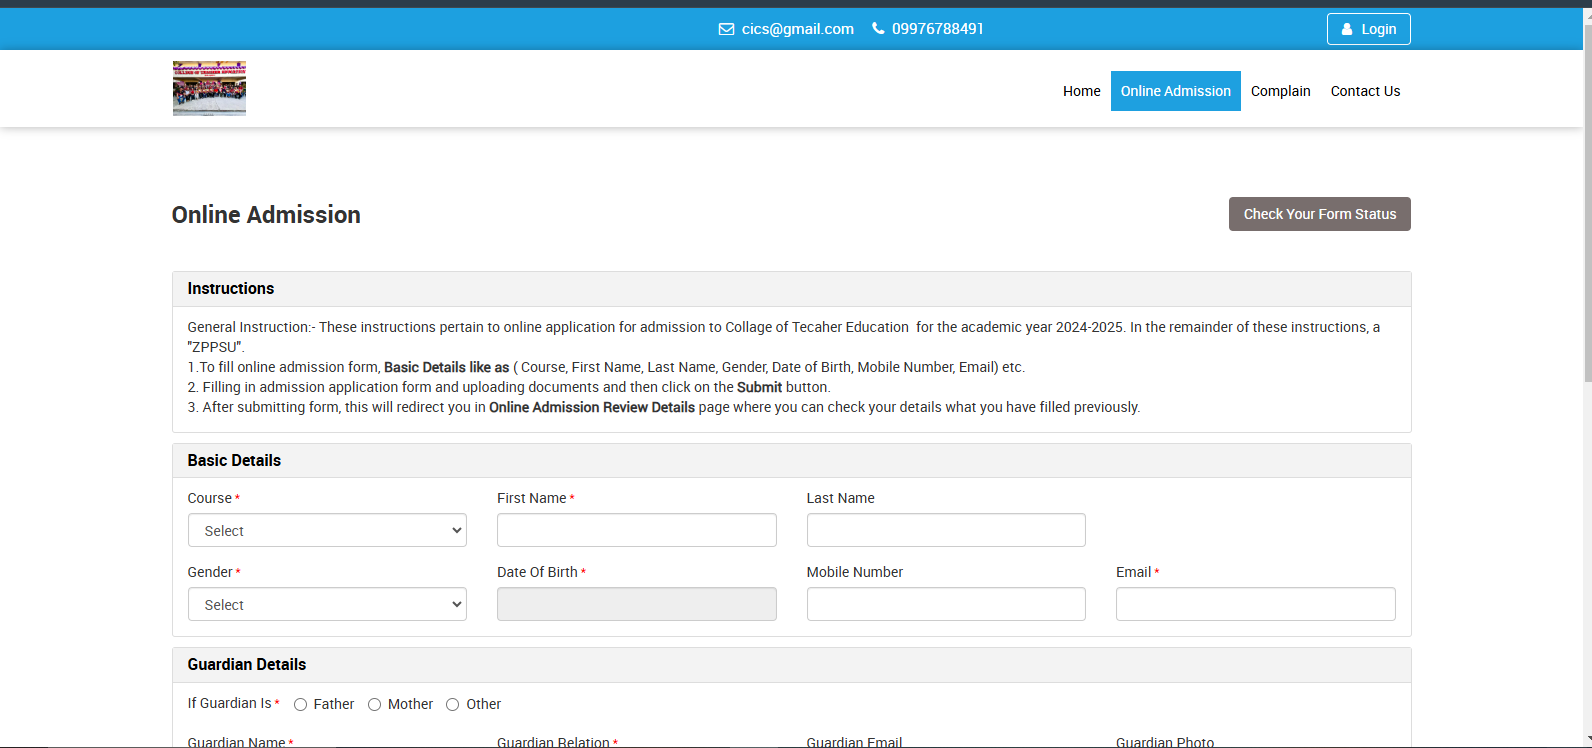 cics@gmail.com 09976788491 Login
COLLEGE OF TEACHER EDUCATION
Home Online Admission Complain Contact Us
Online Admission Check Your Form Status
Instructions
General Instruction:- These instructions pertain to online application for admission to Collage of Tecaher Education for the academic year 2024-2025. In the remainder of these instructions, a
"ZPPSU".
1.To fill online admission form, Basic Details like as ( Course, First Name, Last Name, Gender, Date of Birth, Mobile Number, Email) etc.
2. Filling in admission application form and uploading documents and then click on the Submit button.
3. After submitting form, this will redirect you in Online Admission Review Details page where you can check your details what you have filled previously.
Basic Details
Course * First Name * Last Name
Select
Gender * Date Of Birth * Mobile Number Email *
Select
Guardian Details
If Guardian Is * Father Mother Other
Guardian Name * Guardian Relation * Guardian Email Guardian Photo